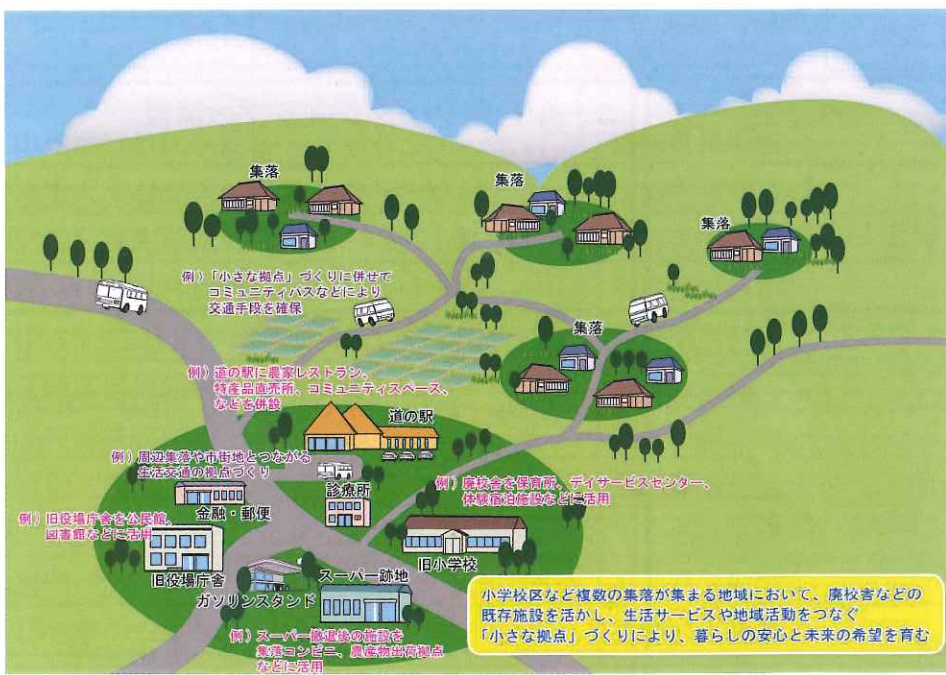 集落
集落
集落
例）「小さな拠点」づくりに併せて
コミュニティバスなどにより
交通手段を確保
集落
例）道の駅に農家レストラン、
特産品直売所、コミュニティスペース、
などを併設
道の駅
例）周辺集落や市街地とつながる
生活交通の拠点づくり
診療所
例）廃校舎を保育所、デイサービスセンター、
体験宿泊施設などに活用
金融・郵便
例）旧役場庁舎を公民館、
図書館などに活用
旧小学校
旧役場庁舎
ガソリンスタンド
スーパー跡地
例）スーパー撤退後の施設を
集落コンビニ、農産物出荷拠点
などに活用
小学校区など複数の集落が集まる地域において、廃校舎などの
既存施設を活かし、生活サービスや地域活動をつなぐ
「小さな拠点」づくりにより、暮らしの安心と未来の希望を育む